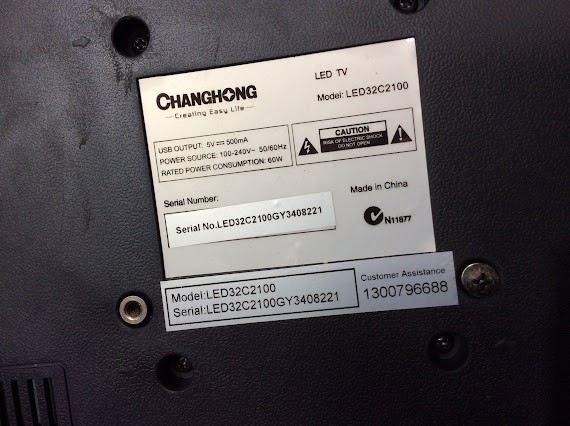 CHANGHONG
Creating Easy Life
LED TV
Model: LED32C2100
USB OUTPUT: 5V⎓500mA
POWER SOURCE: 100-240V~ 50/60Hz
RATED POWER CONSUMPTION: 60W
CAUTION
RISK OF ELECTRIC SHOCK
DO NOT OPEN
Serial Number:
Serial No.LED32C2100GY3408221
Made in China
N11877
Model:LED32C2100
Serial:LED32C2100GY3408221
Customer Assistance
1300796688